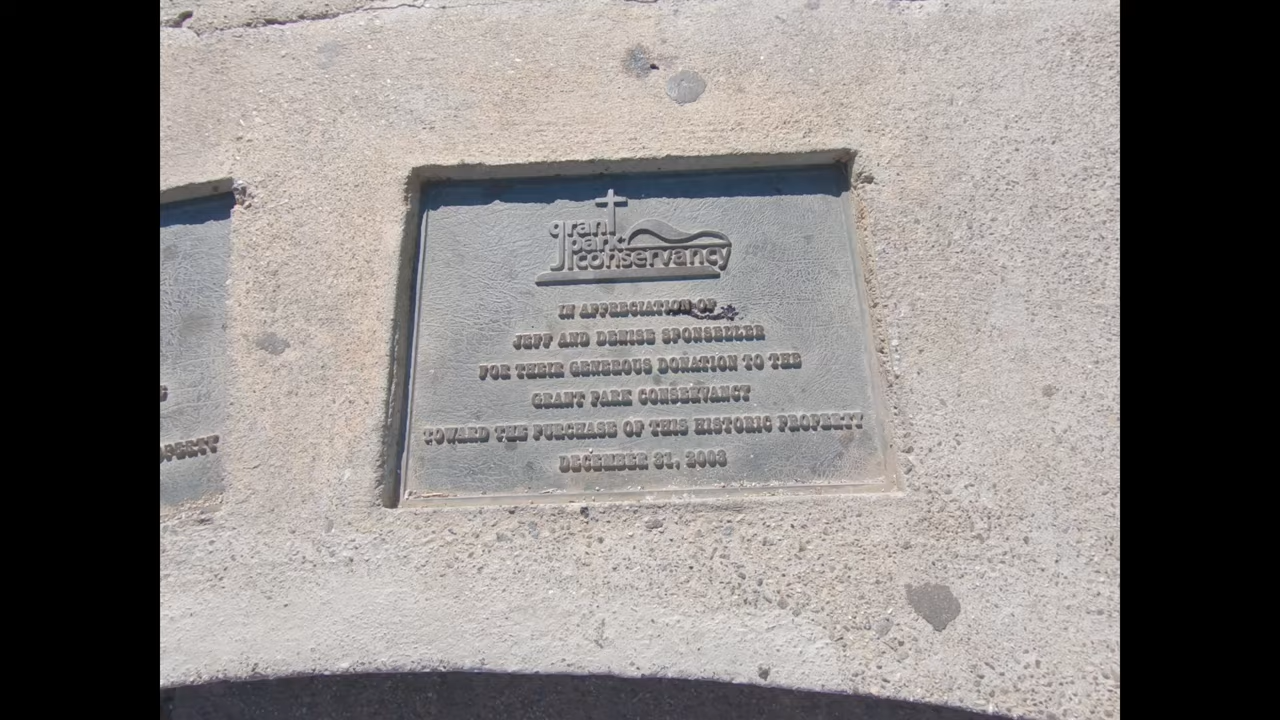 grant
park
conservancy
IN APPRECIATION OF
JEFF AND DENISE SPONSELLER
FOR THEIR GENEROUS DONATION TO THE
GRANT PARK CONSERVANCY
TOWARD THE PURCHASE OF THIS HISTORIC PROPERTY
DECEMBER 31, 2003